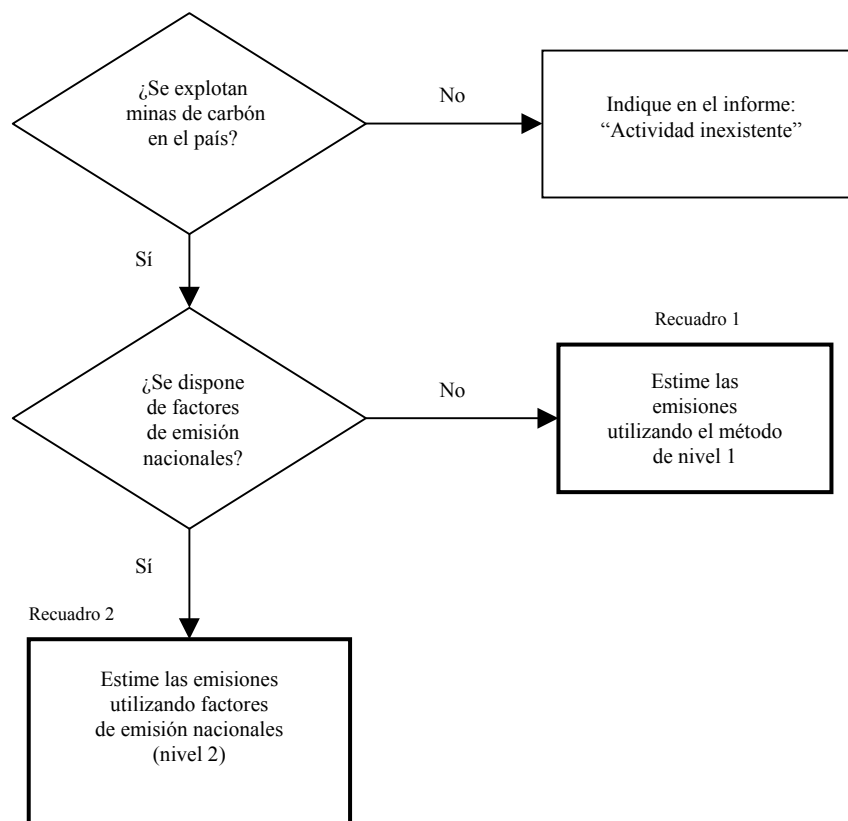 ¿Se explotan
minas de carbón
en el país?
No
Indique en el informe:
“Actividad inexistente”
Sí
Recuadro 1
¿Se dispone
de factores
de emisión
nacionales?
No
Estime las
emisiones
utilizando el método
de nivel 1
Sí
Recuadro 2
Estime las emisiones
utilizando factores
de emisión nacionales
(nivel 2)